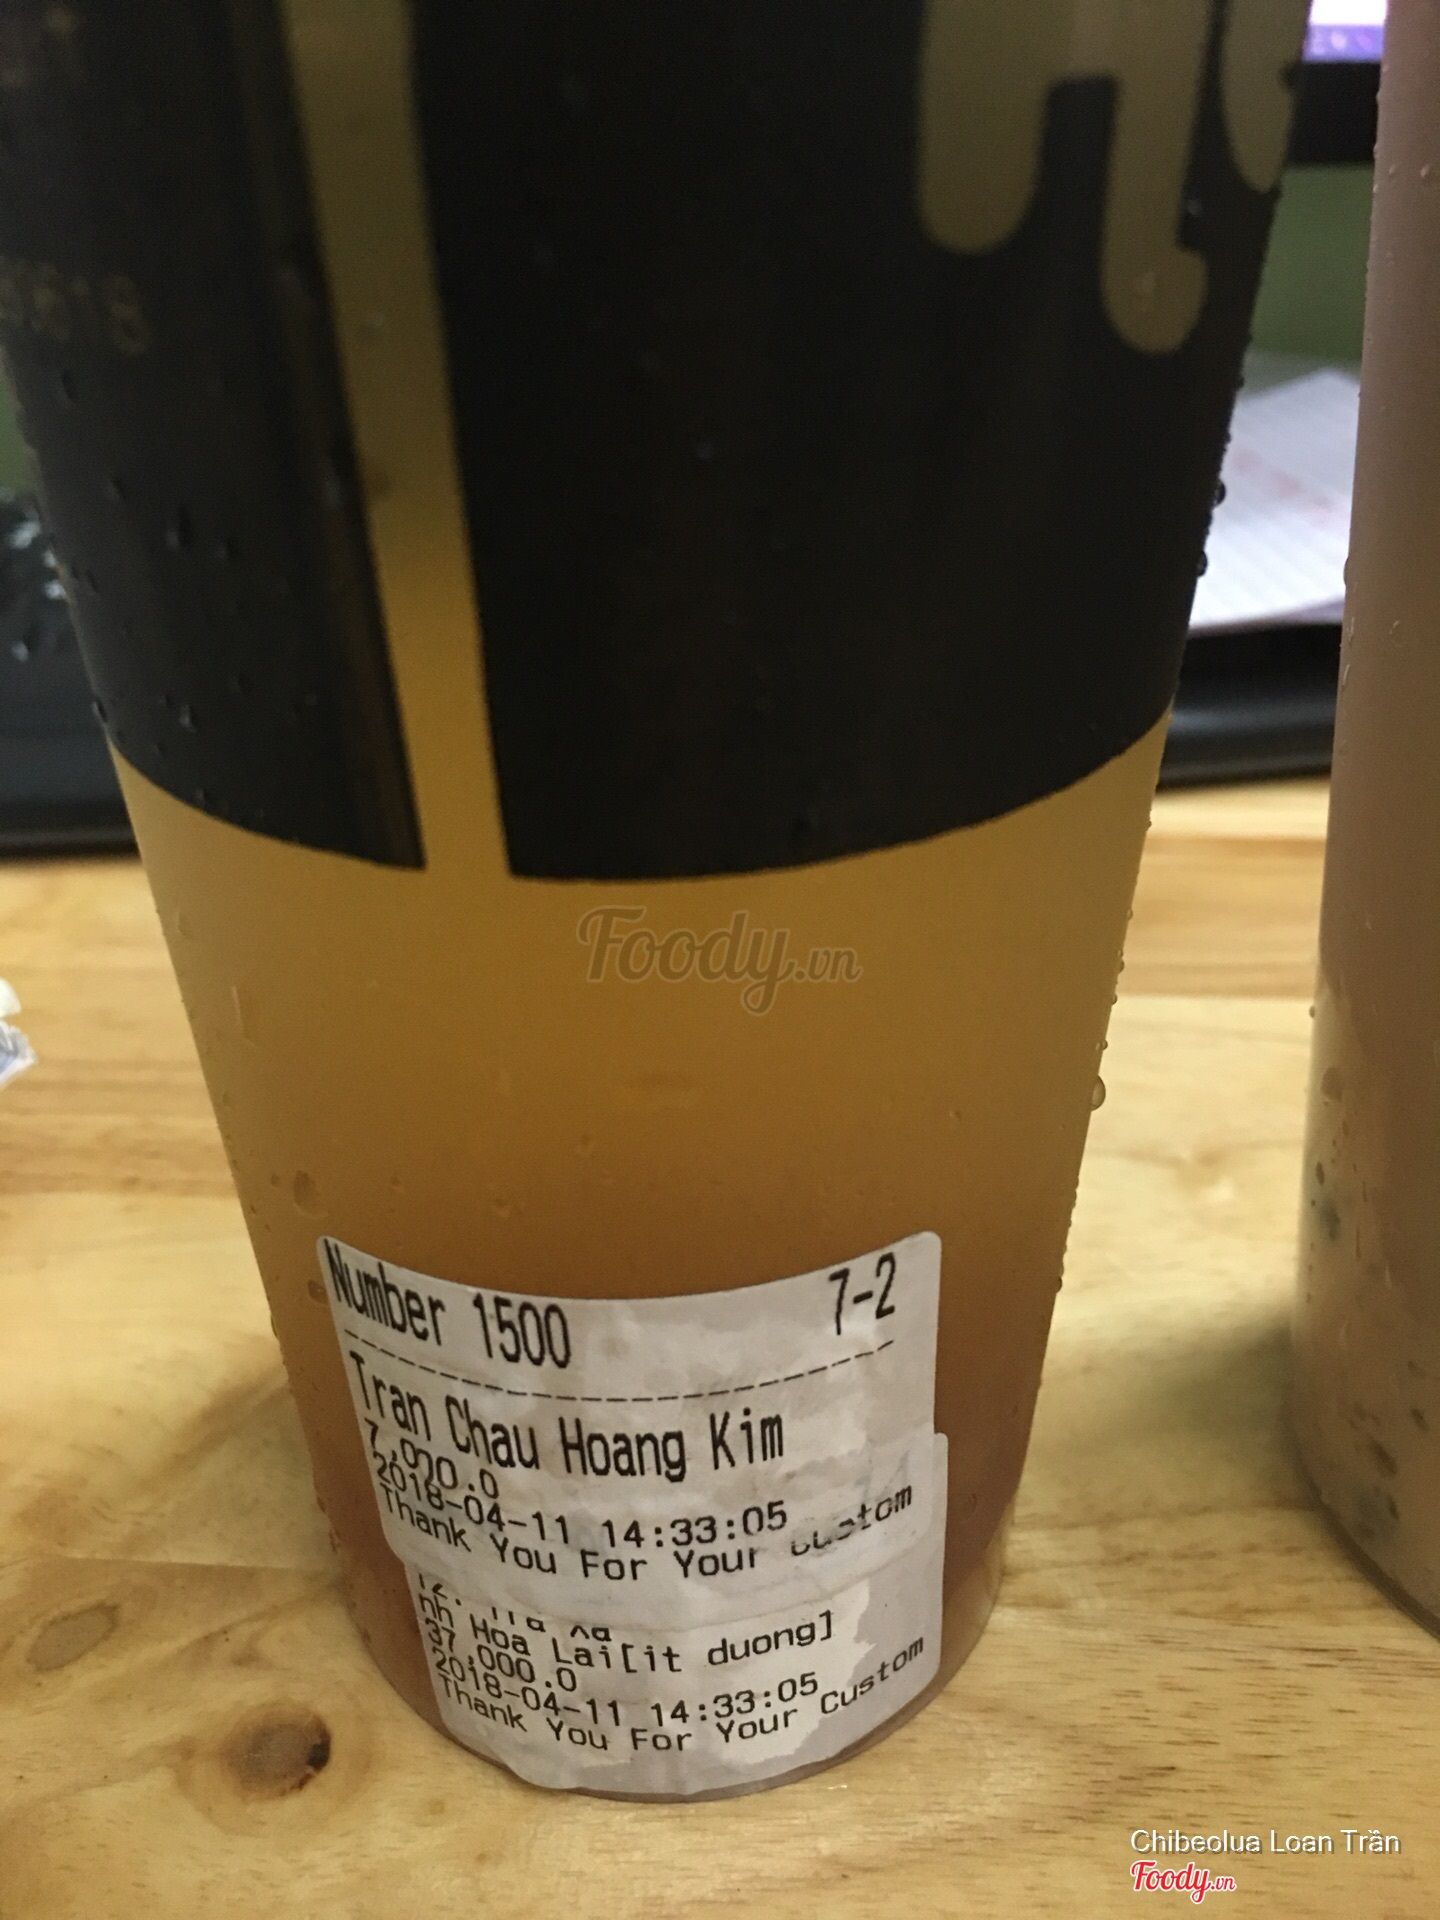 Foody.vn
Number 1500 7-2
Tran Chau Hoang Kim
7,000.0
2018-04-11 14:33:05
Thank You For Your Custom
nh Hoa Lai[it duong]
37,000.0
2018-04-11 14:33:05
Thank You For Your Custom
Chibeolua Loan Trần
Foody.vn